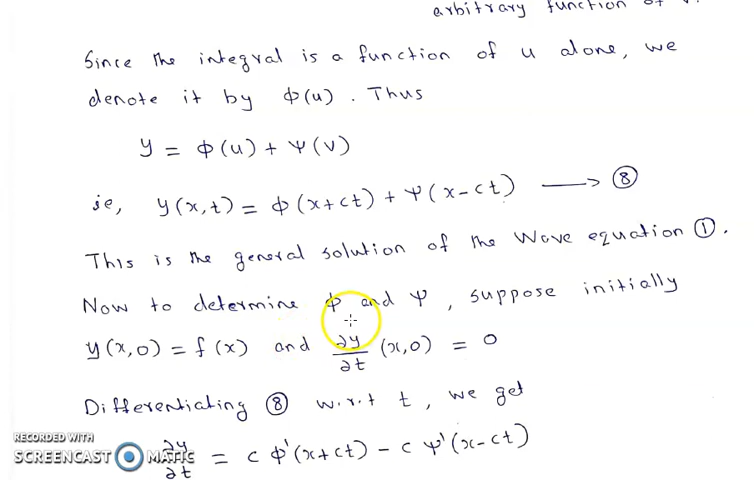 arbitrary function of v.
Since the integral is a function of u alone, we
denote it by φ(u). Thus
y = φ(u) + ψ(v)
ie, y(x,t) = φ(x+ct) + ψ(x-ct) ⟶ ⑧
This is the general solution of the Wave equation ①.
Now to determine φ and ψ, suppose initially
y(x,0) = f(x) and ∂y/∂t (x,0) = 0
Differentiating ⑧ w.r.t t, we get
∂y/∂t = c φ'(x+ct) - c ψ'(x-ct)
RECORDED WITH
SCREENCAST MATIC